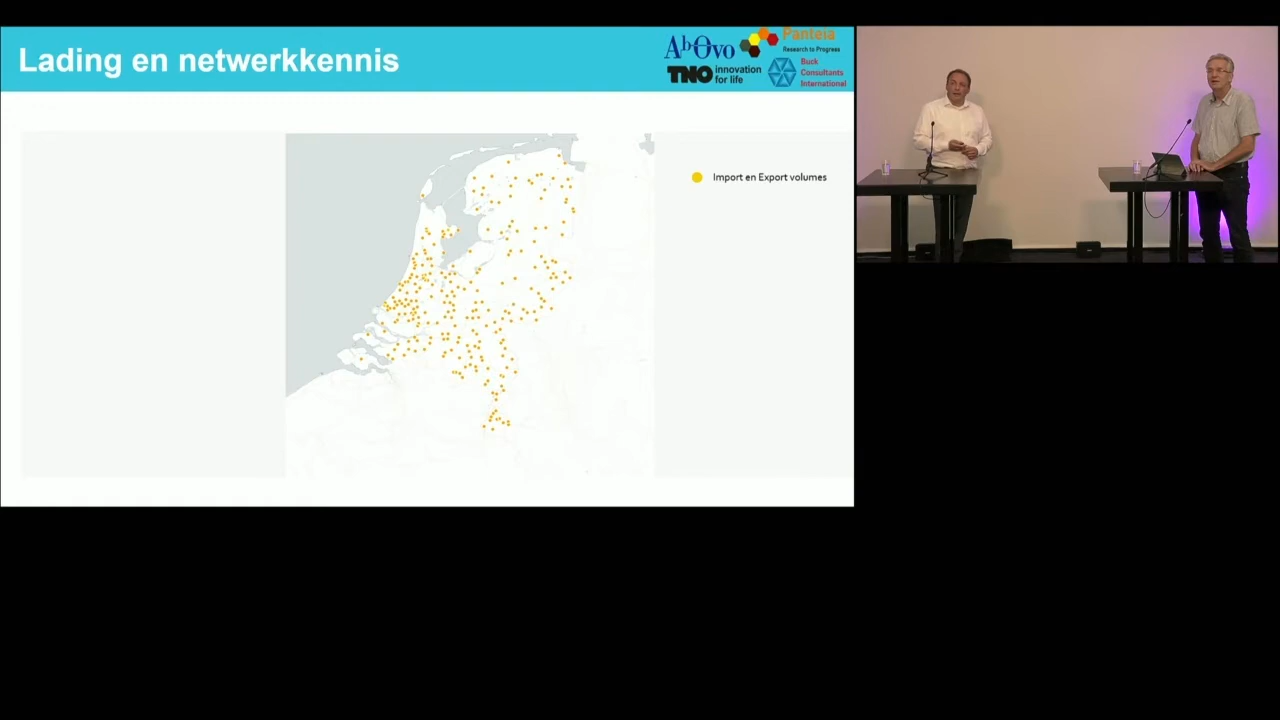 Lading en netwerkkennis
AbOvo
Panteia
Research to Progress
TNO innovation
for life
Buck
Consultants
International
Import en Export volumes